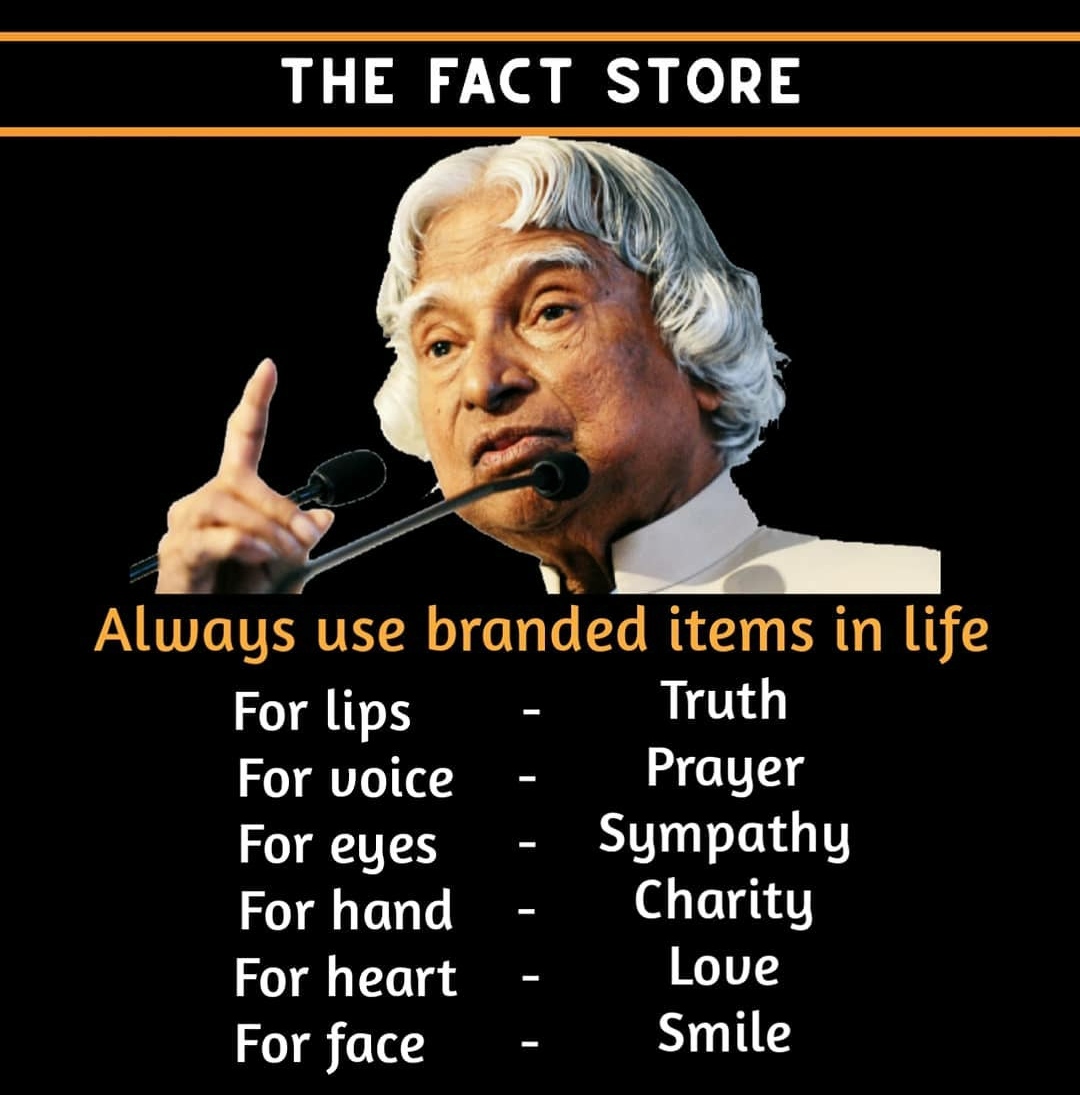 THE FACT STORE
Always use branded items in life
For lips - Truth
For voice - Prayer
For eyes - Sympathy
For hand - Charity
For heart - Love
For face - Smile